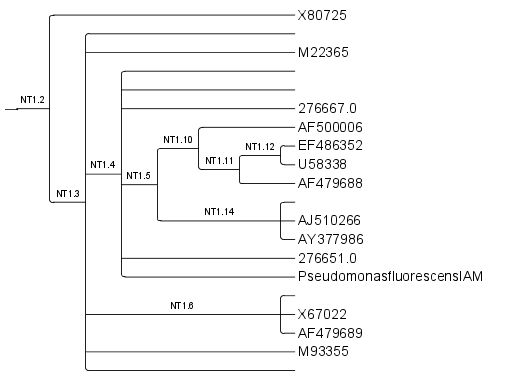 X80725
M22365
NT1.2
276667.0
AF500006
NT1.10
EF486352
NT1.12
U58338
NT1.11
NT1.4
NT1.5
AF479688
NT1.3
NT1.14
AJ510266
AY377986
276651.0
PseudomonasfluorescensIAM
NT1.6
X67022
AF479689
M93355